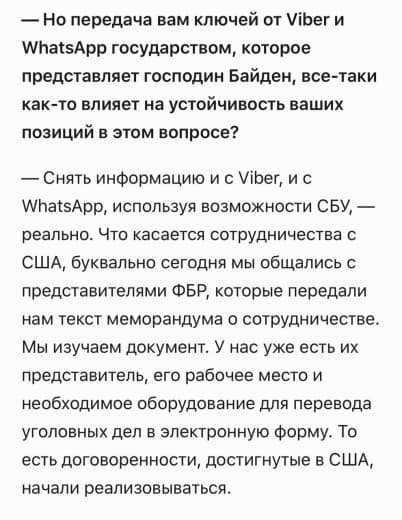 — Но передача вам ключей от Viber и
WhatsApp государством, которое
представляет господин Байден, все-таки
как-то влияет на устойчивость ваших
позиций в этом вопросе?
— Снять информацию и с Viber, и с
WhatsApp, используя возможности СБУ, —
реально. Что касается сотрудничества с
США, буквально сегодня мы общались с
представителями ФБР, которые передали
нам текст меморандума о сотрудничестве.
Мы изучаем документ. У нас уже есть их
представитель, его рабочее место и
необходимое оборудование для перевода
уголовных дел в электронную форму. То
есть договоренности, достигнутые в США,
начали реализовываться.